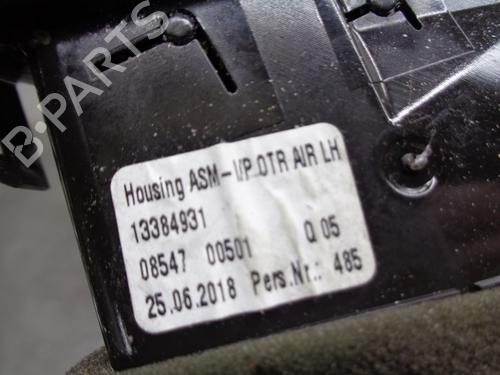 B-PARTS
Housing ASM-I/P OTR AIR LH
13384931
08547 00501 Q 05
25.06.2018 Pers.Nr.: 485